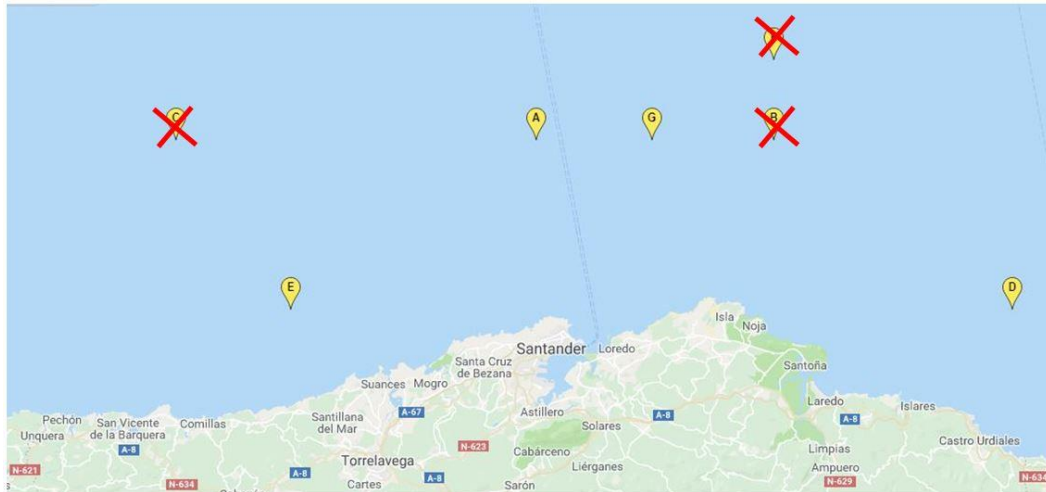 C
A
G
B
E
D
Isla
Noja
Santander
Loredo
Santa Cruz
de Bezana
Santoña
Suances
Mogro
Laredo
Islares
Pechón
San Vicente
de la Barquera
Comillas
Santillana
del Mar
A-67
Astillero
A-8
Solares
A-8
Unquera
A-8
N-623
Cabárceno
Limpias
Castro Urdiales
N-621
A-8
Torrelavega
Liérganes
Ampuero
N-634
Cartes
Sarón
N-629
N-634